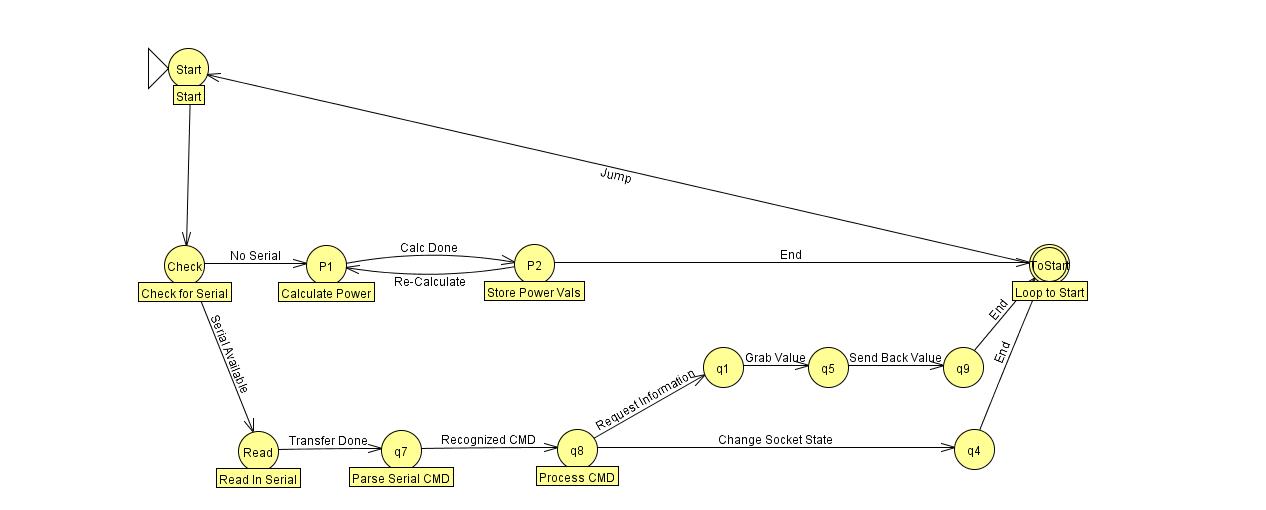 Start
Start
Jump
Check
No Serial
P1
Calc Done
Re-Calculate
P2
End
ToStart
Check for Serial
Calculate Power
Store Power Vals
Loop to Start
Serial Available
End
End
q1
Grab Value
q5
Send Back Value
q9
Request Information
Read
Transfer Done
q7
Recognized CMD
q8
Change Socket State
q4
Read In Serial
Parse Serial CMD
Process CMD